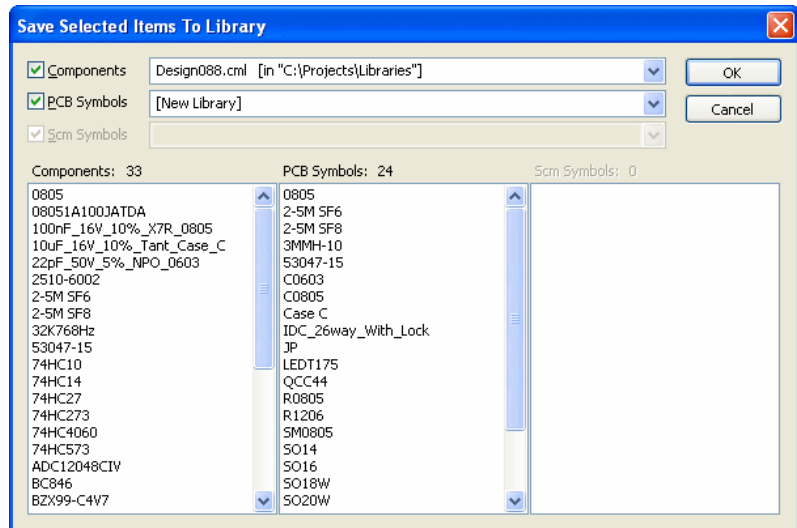 Save Selected Items To Library
Components
Design088.cml [in "C:\Projects\Libraries"]
OK
PCB Symbols
[New Library]
Cancel
Scm Symbols
Components: 33
0805
08051A100JATDA
100nF_16V_10%_X7R_0805
10uF_16V_10%_Tant_Case_C
22pF_50V_5%_NPO_0603
2510-6002
2-5M SF6
2-5M SF8
32K768Hz
53047-15
74HC10
74HC14
74HC27
74HC273
74HC4060
74HC573
ADC12048CIV
BC846
BZX99-C4V7
PCB Symbols: 24
0805
2-5M SF6
2-5M SF8
3MMH-10
53047-15
C0603
C0805
Case C
IDC_26way_With_Lock
JP
LEDT175
QCC44
R0805
R1206
SM0805
SO14
SO16
SO18W
SO20W
Scm Symbols: 0